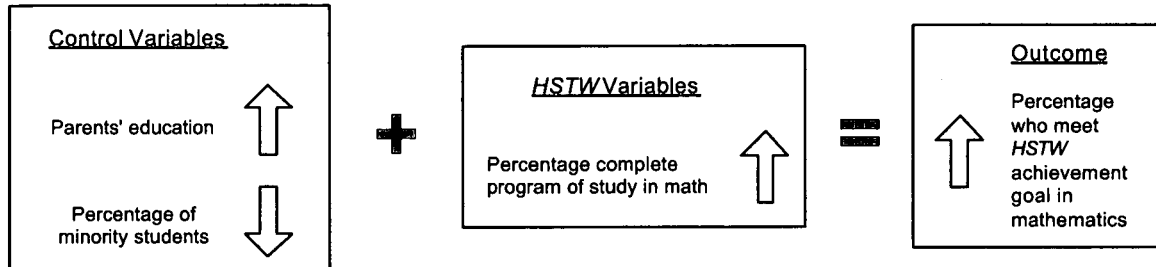 Control Variables
Parents' education
Percentage of
minority students
HSTW Variables
Percentage complete
program of study in math
Outcome
Percentage
who meet
HSTW
achievement
goal in
mathematics